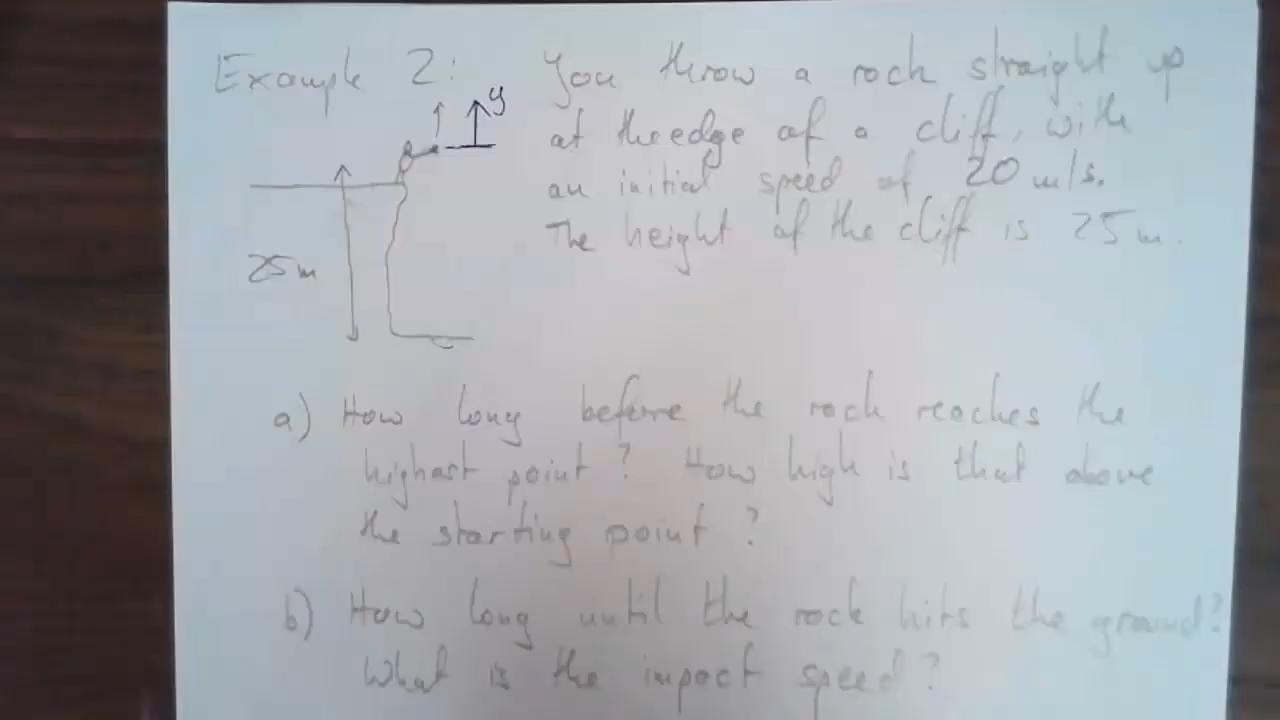 Example 2: You throw a rock straight up
at the edge of a cliff, with
an initial speed of 20 m/s.
The height of the cliff is 25 m.
y
25 m
a) How long before the rock reaches the
highest point? How high is that above
the starting point?
b) How long until the rock hits the ground?
What is the impact speed?